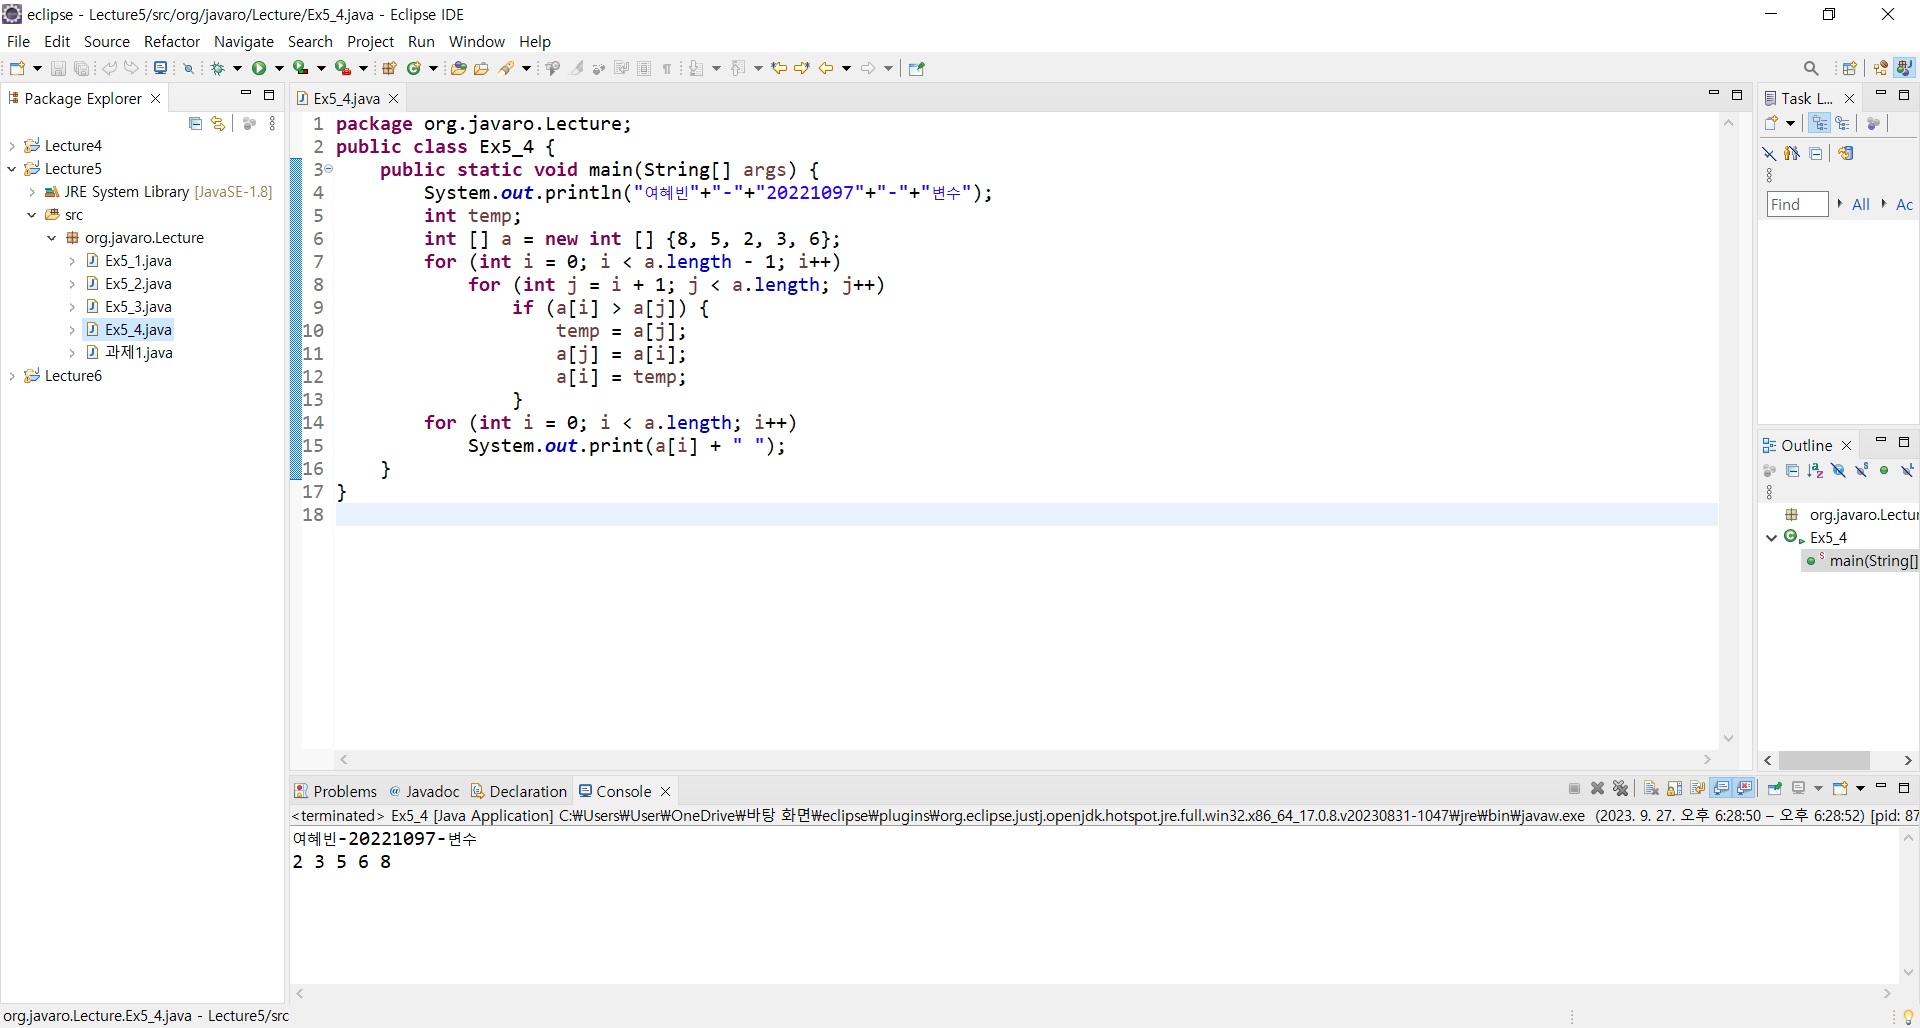 eclipse - Lecture5/src/org/javaro/Lecture/Ex5_4.java - Eclipse IDE
File Edit Source Refactor Navigate Search Project Run Window Help
Package Explorer
Lecture4
Lecture5
JRE System Library [JavaSE-1.8]
src
org.javaro.Lecture
Ex5_1.java
Ex5_2.java
Ex5_3.java
Ex5_4.java
과제1.java
Lecture6
Ex5_4.java
1 package org.javaro.Lecture;
2 public class Ex5_4 {
3 public static void main(String[] args) {
4 System.out.println("여혜빈"+"-"+"20221097"+"-"+"변수");
5 int temp;
6 int [] a = new int [] {8, 5, 2, 3, 6};
7 for (int i = 0; i < a.length - 1; i++)
8 for (int j = i + 1; j < a.length; j++)
9 if (a[i] > a[j]) {
10 temp = a[j];
11 a[j] = a[i];
12 a[i] = temp;
13 }
14 for (int i = 0; i < a.length; i++)
15 System.out.print(a[i] + " ");
16 }
17 }
18
Task L...
Find All Ac
Outline
org.javaro.Lectur
Ex5_4
main(String[]
Problems Javadoc Declaration Console
<terminated> Ex5_4 [Java Application] C:₩Users₩User₩OneDrive₩바탕 화면₩eclipse₩plugins₩org.eclipse.justj.openjdk.hotspot.jre.full.win32.x86_64_17.0.8.v20230831-1047₩jre₩bin₩javaw.exe (2023. 9. 27. 오후 6:28:50 – 오후 6:28:52) [pid: 87
여혜빈-20221097-변수
2 3 5 6 8
org.javaro.Lecture.Ex5_4.java - Lecture5/src